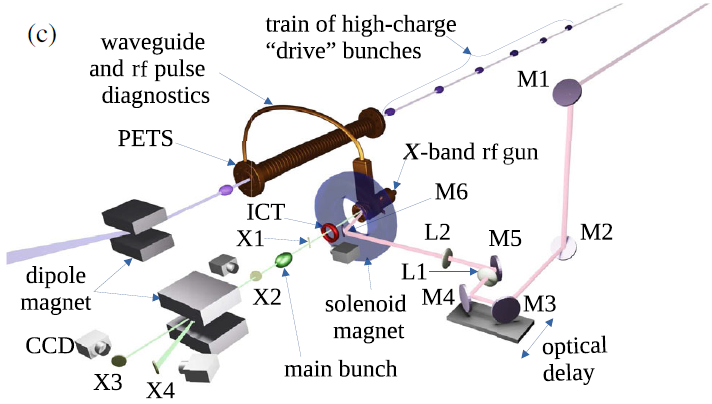 (c)
waveguide
and rf pulse
diagnostics
train of high-charge
“drive” bunches
M1
PETS
X-band rf gun
M6
ICT
X1
L2
M5
M2
L1
X2
M4
M3
dipole
magnet
solenoid
magnet
CCD
main bunch
optical
delay
X3
X4